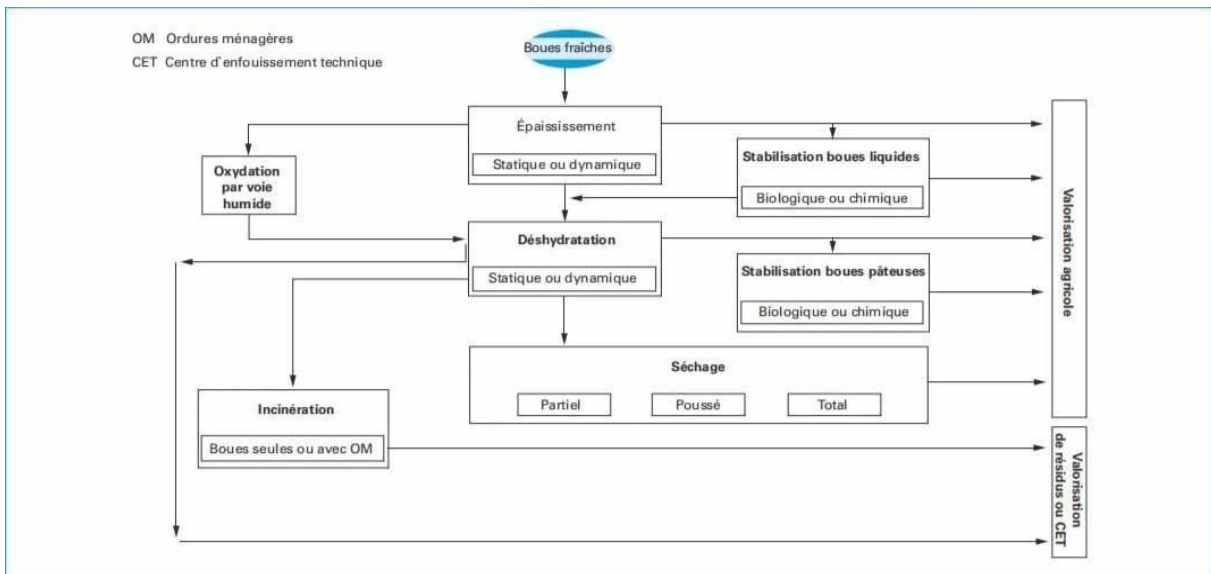 OM Ordures ménagères
CET Centre d'enfouissement technique
Boues fraîches
Épaississement
Statique ou dynamique
Oxydation
par voie
humide
Stabilisation boues liquides
Biologique ou chimique
Déshydratation
Statique ou dynamique
Stabilisation boues pâteuses
Biologique ou chimique
Séchage
Partiel
Poussé
Total
Incinération
Boues seules ou avec OM
Valorisation agricole
Valorisation
de résidus ou CET